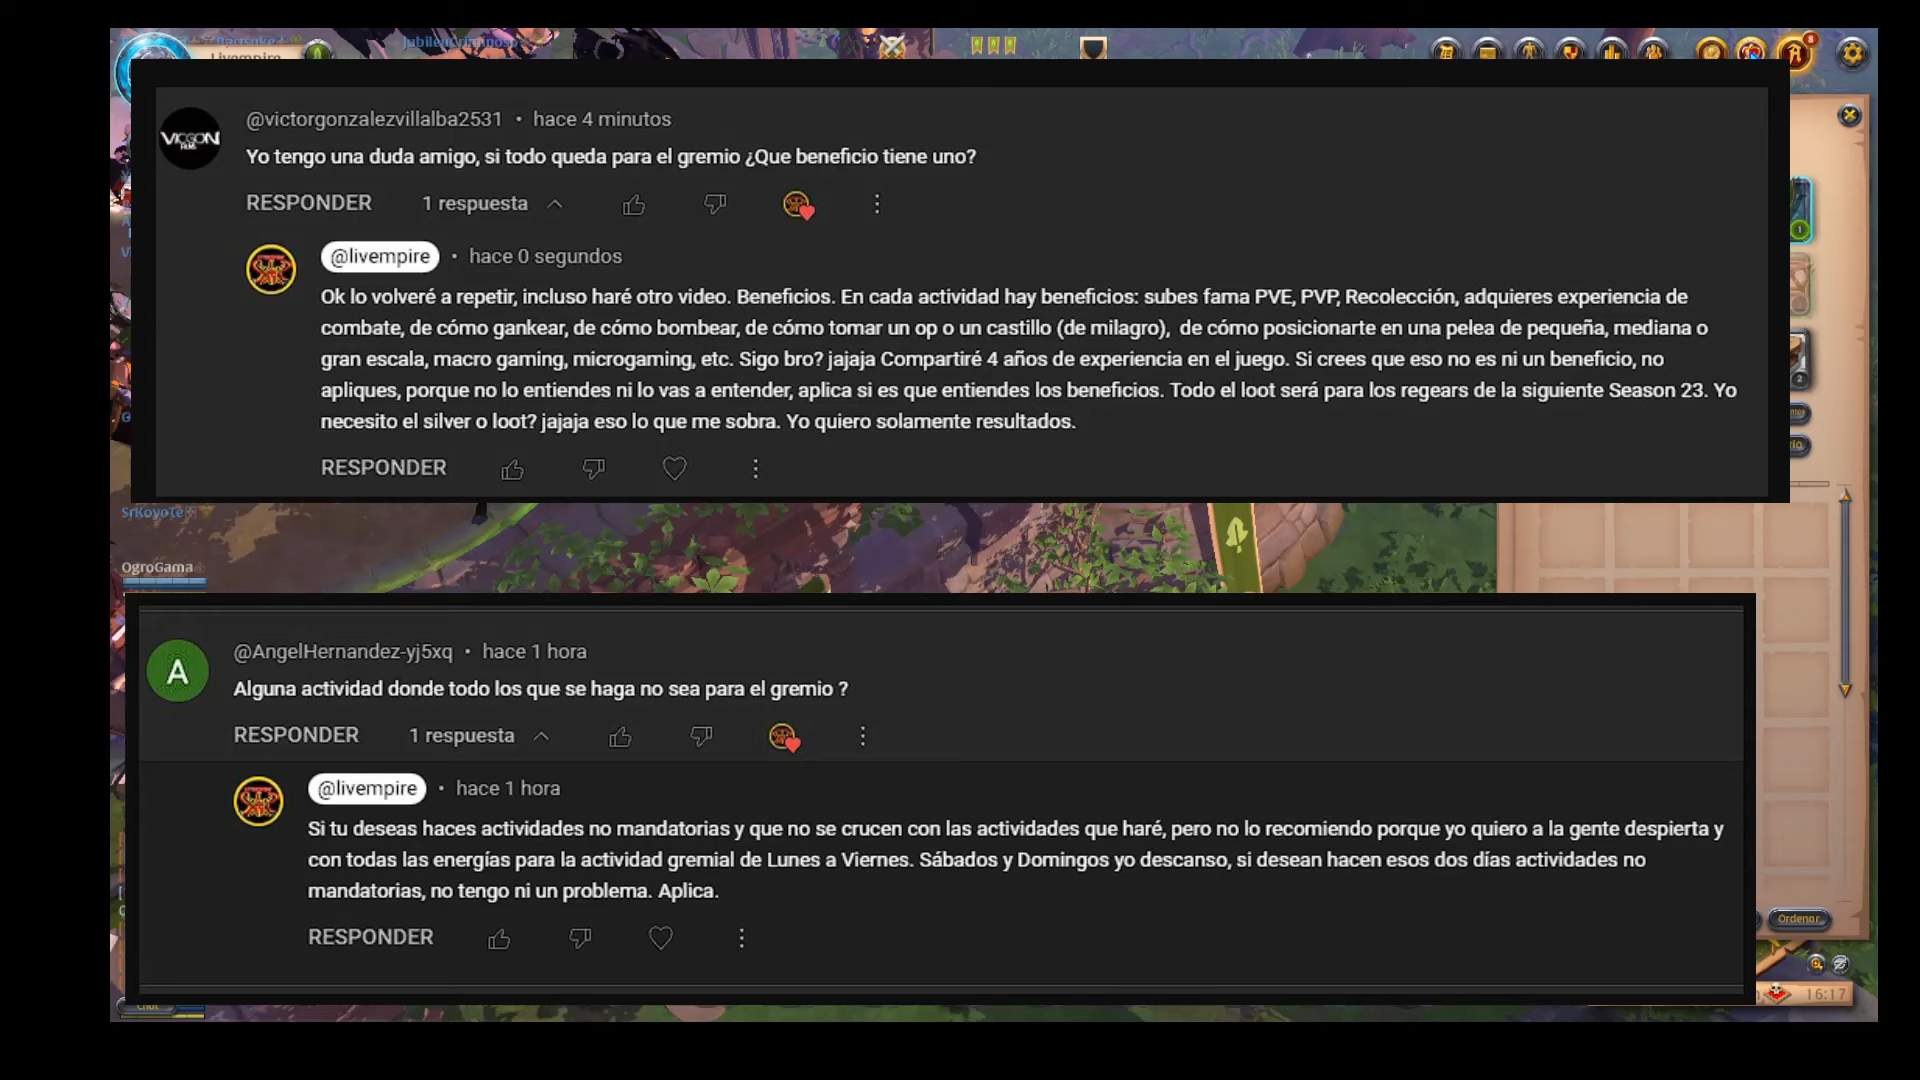 JubileuCriminoso
8
@victorgonzalezvillalba2531 • hace 4 minutos
Yo tengo una duda amigo, si todo queda para el gremio ¿Que beneficio tiene uno?
RESPONDER 1 respuesta
@livempire • hace 0 segundos
Ok lo volveré a repetir, incluso haré otro video. Beneficios. En cada actividad hay beneficios: subes fama PVE, PVP, Recolección, adquieres experiencia de
combate, de cómo gankear, de cómo bombear, de cómo tomar un op o un castillo (de milagro), de cómo posicionarte en una pelea de pequeña, mediana o
gran escala, macro gaming, microgaming, etc. Sigo bro? jajaja Compartiré 4 años de experiencia en el juego. Si crees que eso no es ni un beneficio, no
apliques, porque no lo entiendes ni lo vas a entender, aplica si es que entiendes los beneficios. Todo el loot será para los regears de la siguiente Season 23. Yo
necesito el silver o loot? jajaja eso lo que me sobra. Yo quiero solamente resultados.
RESPONDER
1
2
SrKoyoTe
OgroGama
A
@AngelHernandez-yj5xq • hace 1 hora
Alguna actividad donde todo los que se haga no sea para el gremio ?
RESPONDER 1 respuesta
@livempire • hace 1 hora
Si tu deseas haces actividades no mandatorias y que no se crucen con las actividades que haré, pero no lo recomiendo porque yo quiero a la gente despierta y
con todas las energías para la actividad gremial de Lunes a Viernes. Sábados y Domingos yo descanso, si desean hacen esos dos días actividades no
mandatorias, no tengo ni un problema. Aplica.
RESPONDER
Ordenar
16:17